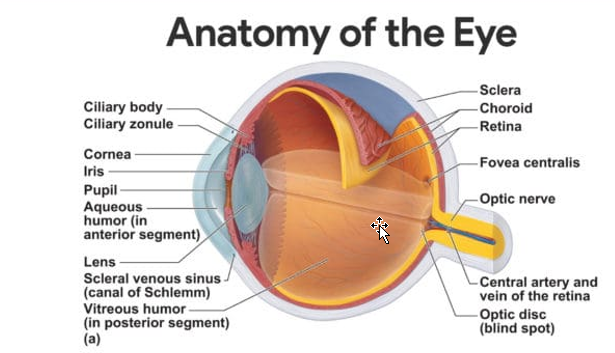 Anatomy of the Eye
Ciliary body
Ciliary zonule
Cornea
Iris
Pupil
Aqueous
humor (in
anterior segment)
Lens
Scleral venous sinus
(canal of Schlemm)
Vitreous humor
(in posterior segment)
(a)
Sclera
Choroid
Retina
Fovea centralis
Optic nerve
Central artery and
vein of the retina
Optic disc
(blind spot)